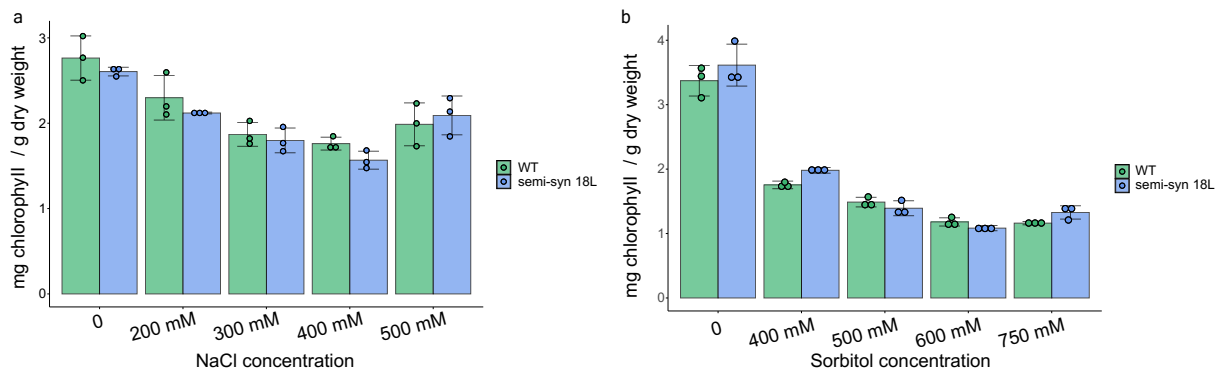 a
mg chlorophyll / g dry weight
3
2
1
0
0
200 mM
300 mM
400 mM
500 mM
NaCl concentration
WT
semi-syn 18L
b
mg chlorophyll / g dry weight
4
3
2
1
0
0
400 mM
500 mM
600 mM
750 mM
Sorbitol concentration
WT
semi-syn 18L